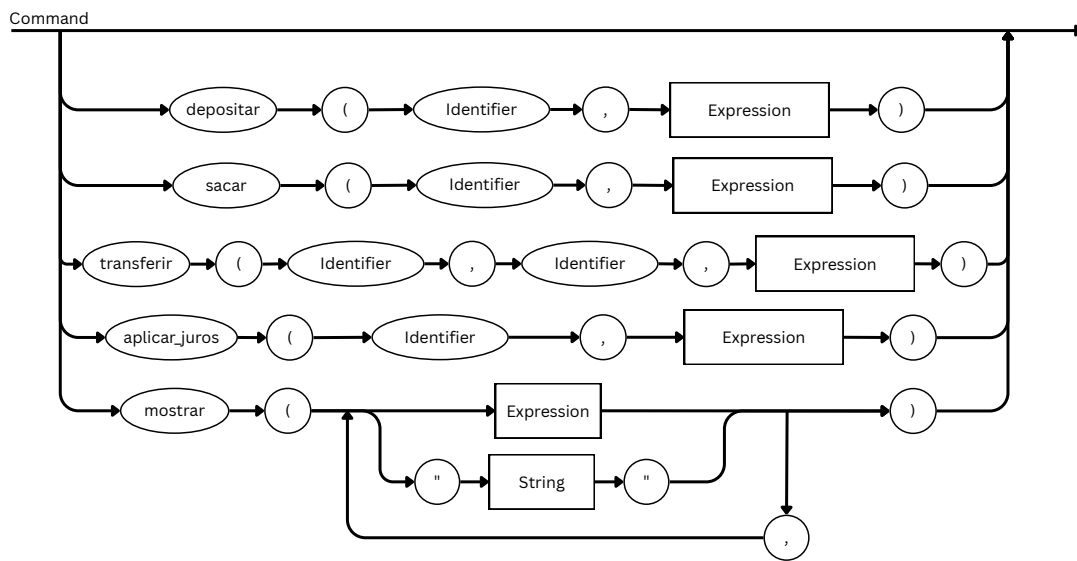 Command
depositar ( Identifier , Expression )
sacar ( Identifier , Expression )
transferir ( Identifier , Identifier , Expression )
aplicar_juros ( Identifier , Expression )
mostrar ( Expression )
" String "
,